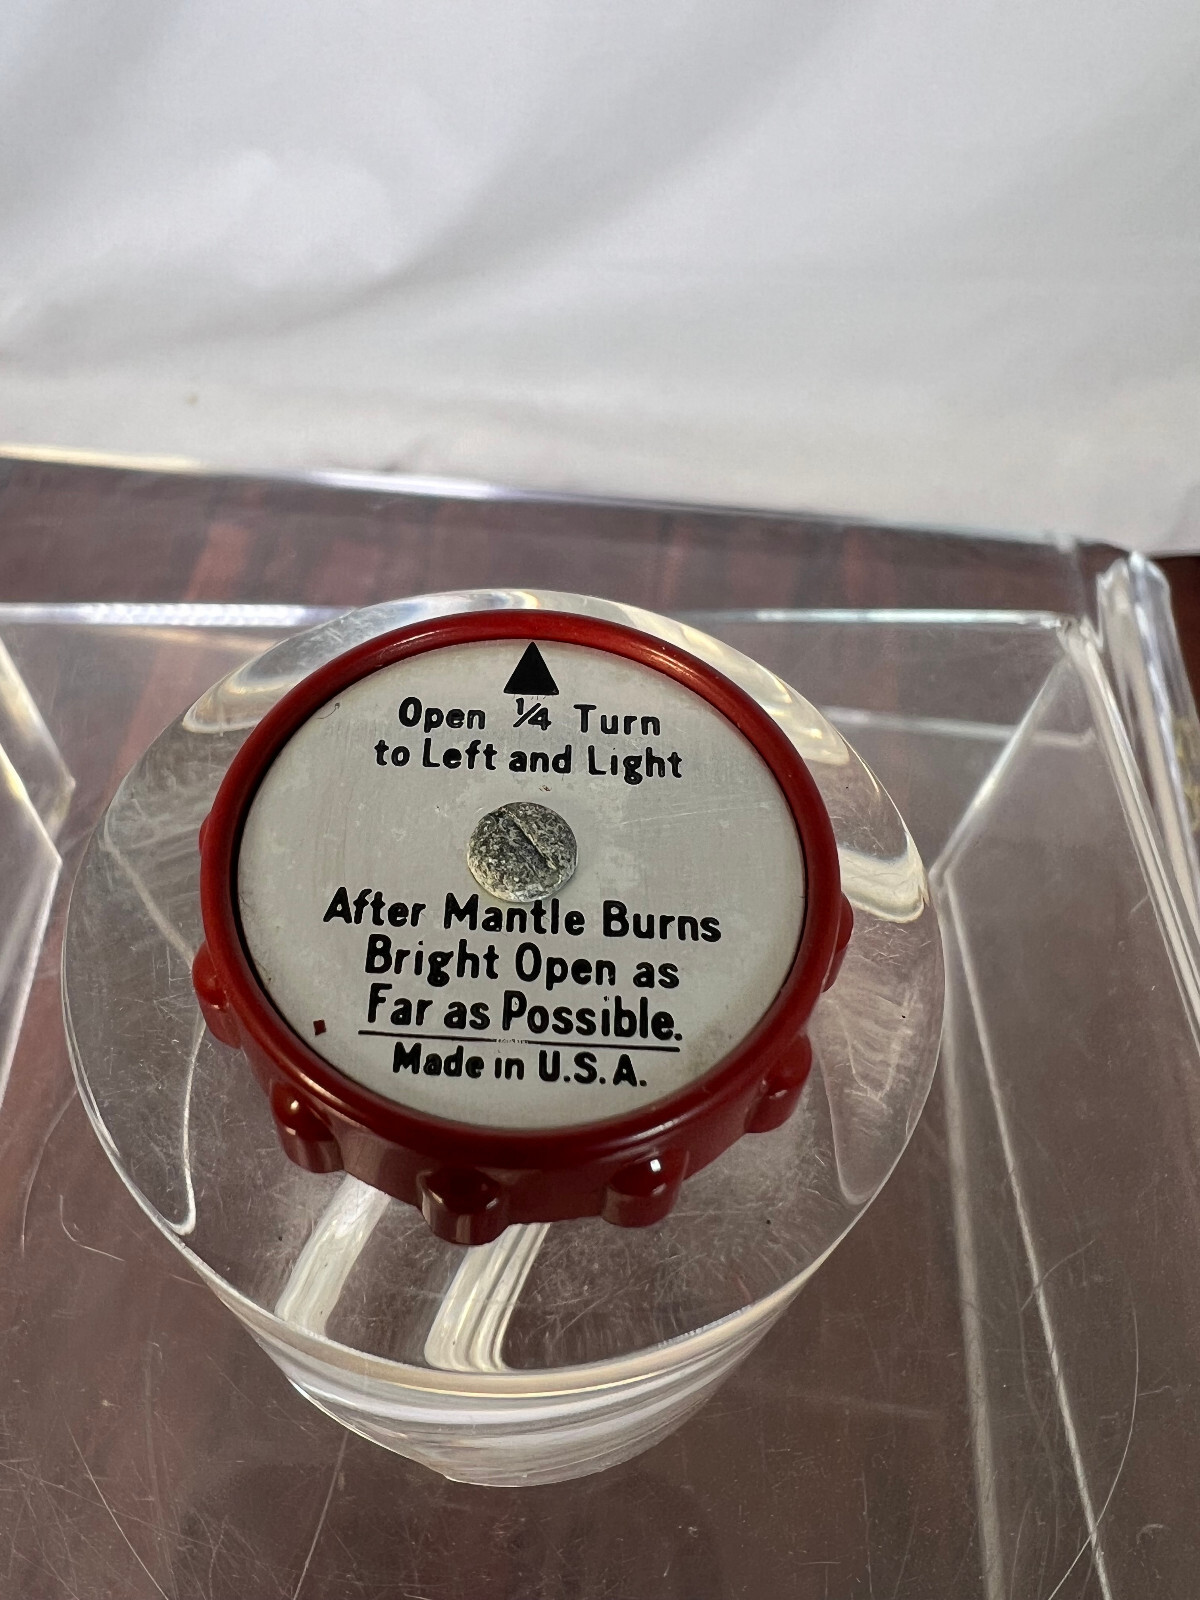 Open ¼ Turn
to Left and Light
After Mantle Burns
Bright Open as
Far as Possible.
Made in U.S.A.